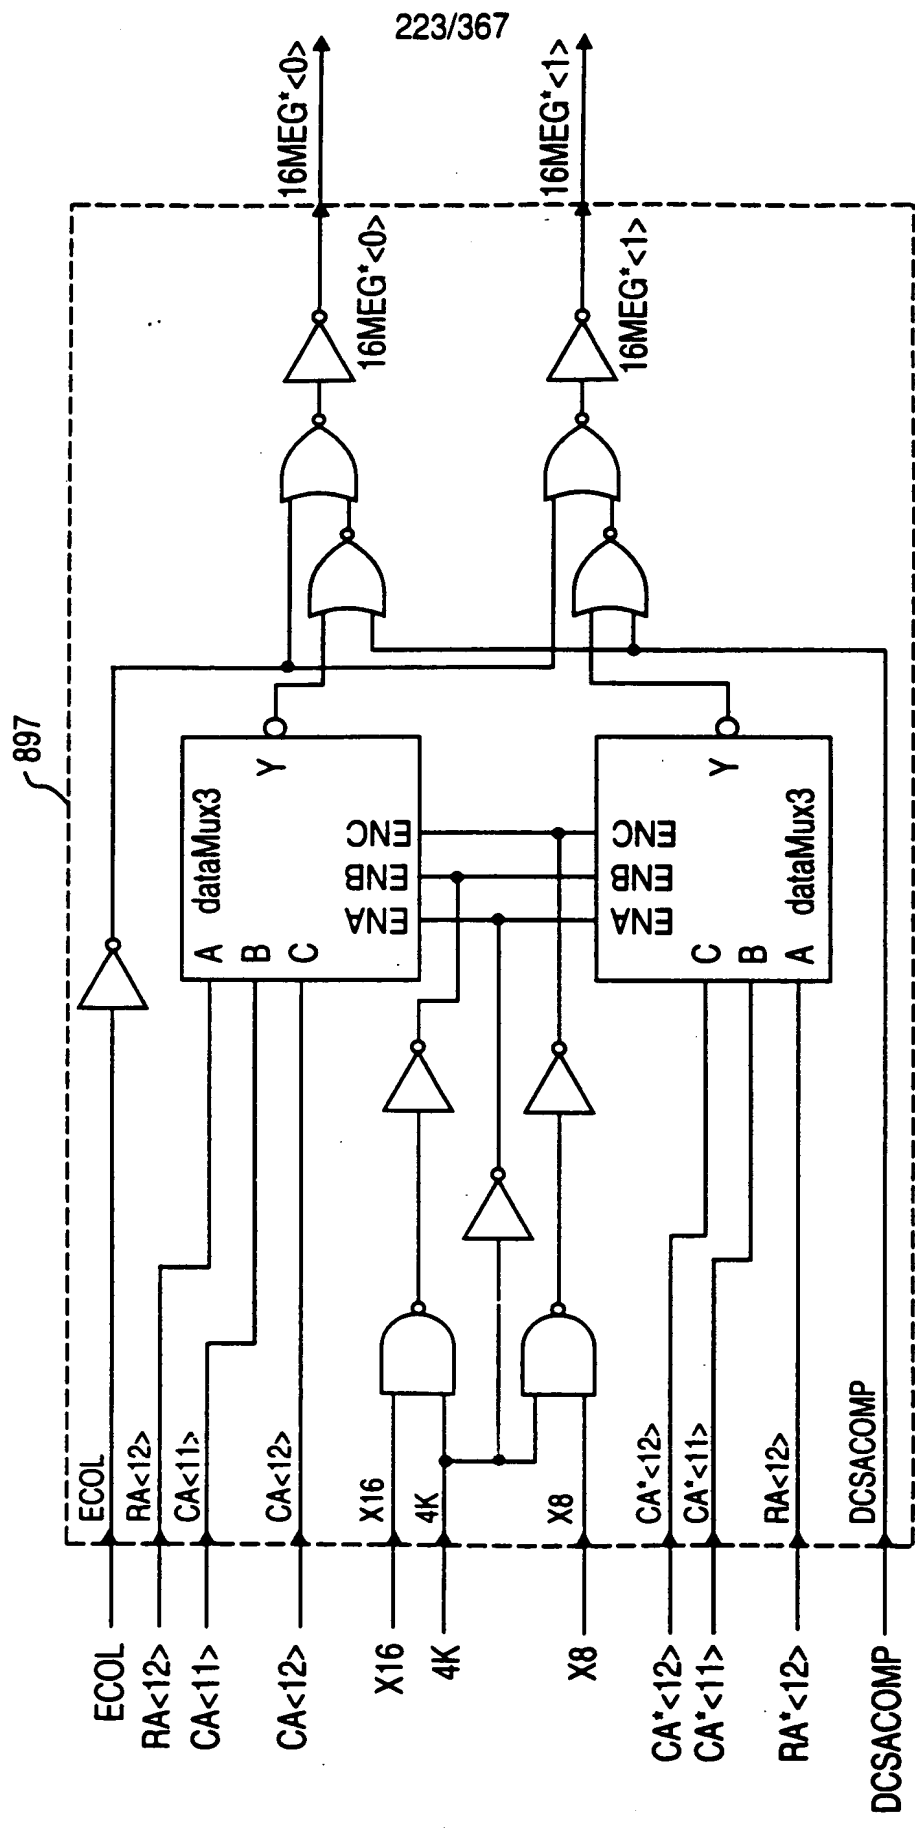 223/367
897
ECOL
ECOL
RA<12>
RA<12>
CA<11>
CA<11>
CA<12>
CA<12>
X16
X16
4K
4K
X8
X8
CA*<12>
CA*<12>
CA*<11>
CA*<11>
RA*<12>
RA<12>
DCSACOMP
DCSACOMP
dataMux3
A
B
C
Y
ENA
ENB
ENC
dataMux3
C
B
A
Y
ENA
ENB
ENC
16MEG*<0>
16MEG*<0>
16MEG*<1>
16MEG*<1>